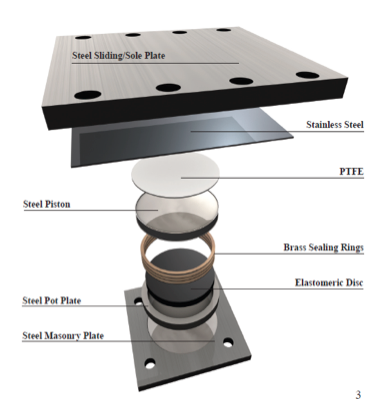 Steel Sliding/Sole Plate
Stainless Steel
PTFE
Steel Piston
Brass Sealing Rings
Elastomeric Disc
Steel Pot Plate
Steel Masonry Plate
3